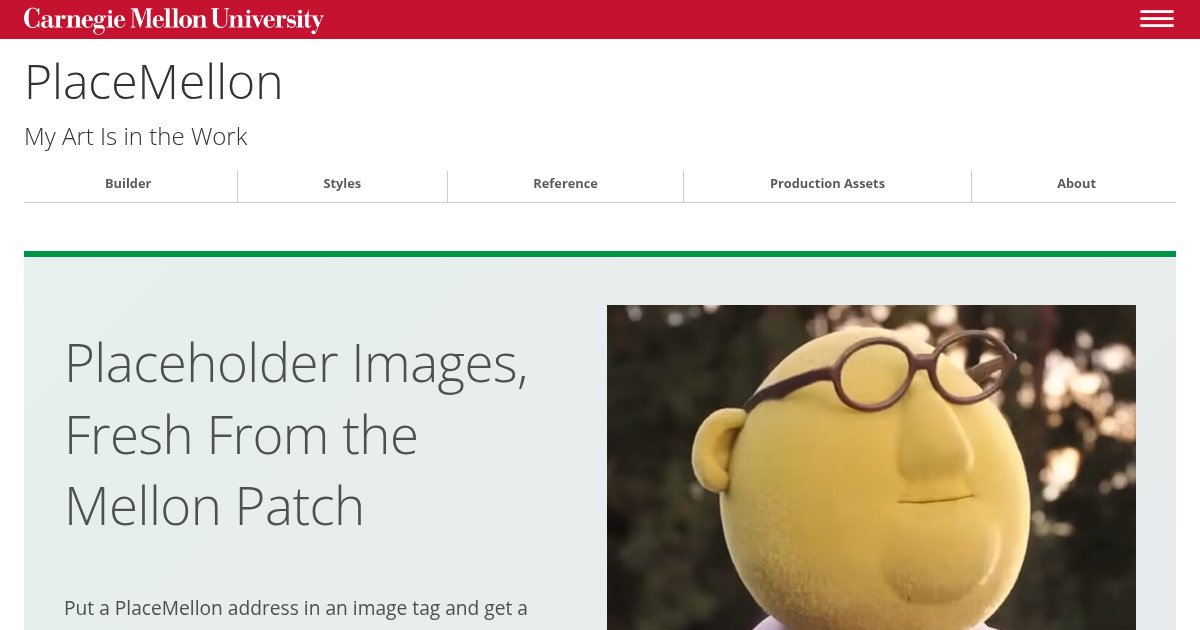 Carnegie Mellon University
PlaceMellon
My Art Is in the Work
Builder
Styles
Reference
Production Assets
About
Placeholder Images,
Fresh From the
Mellon Patch
Put a PlaceMellon address in an image tag and get a